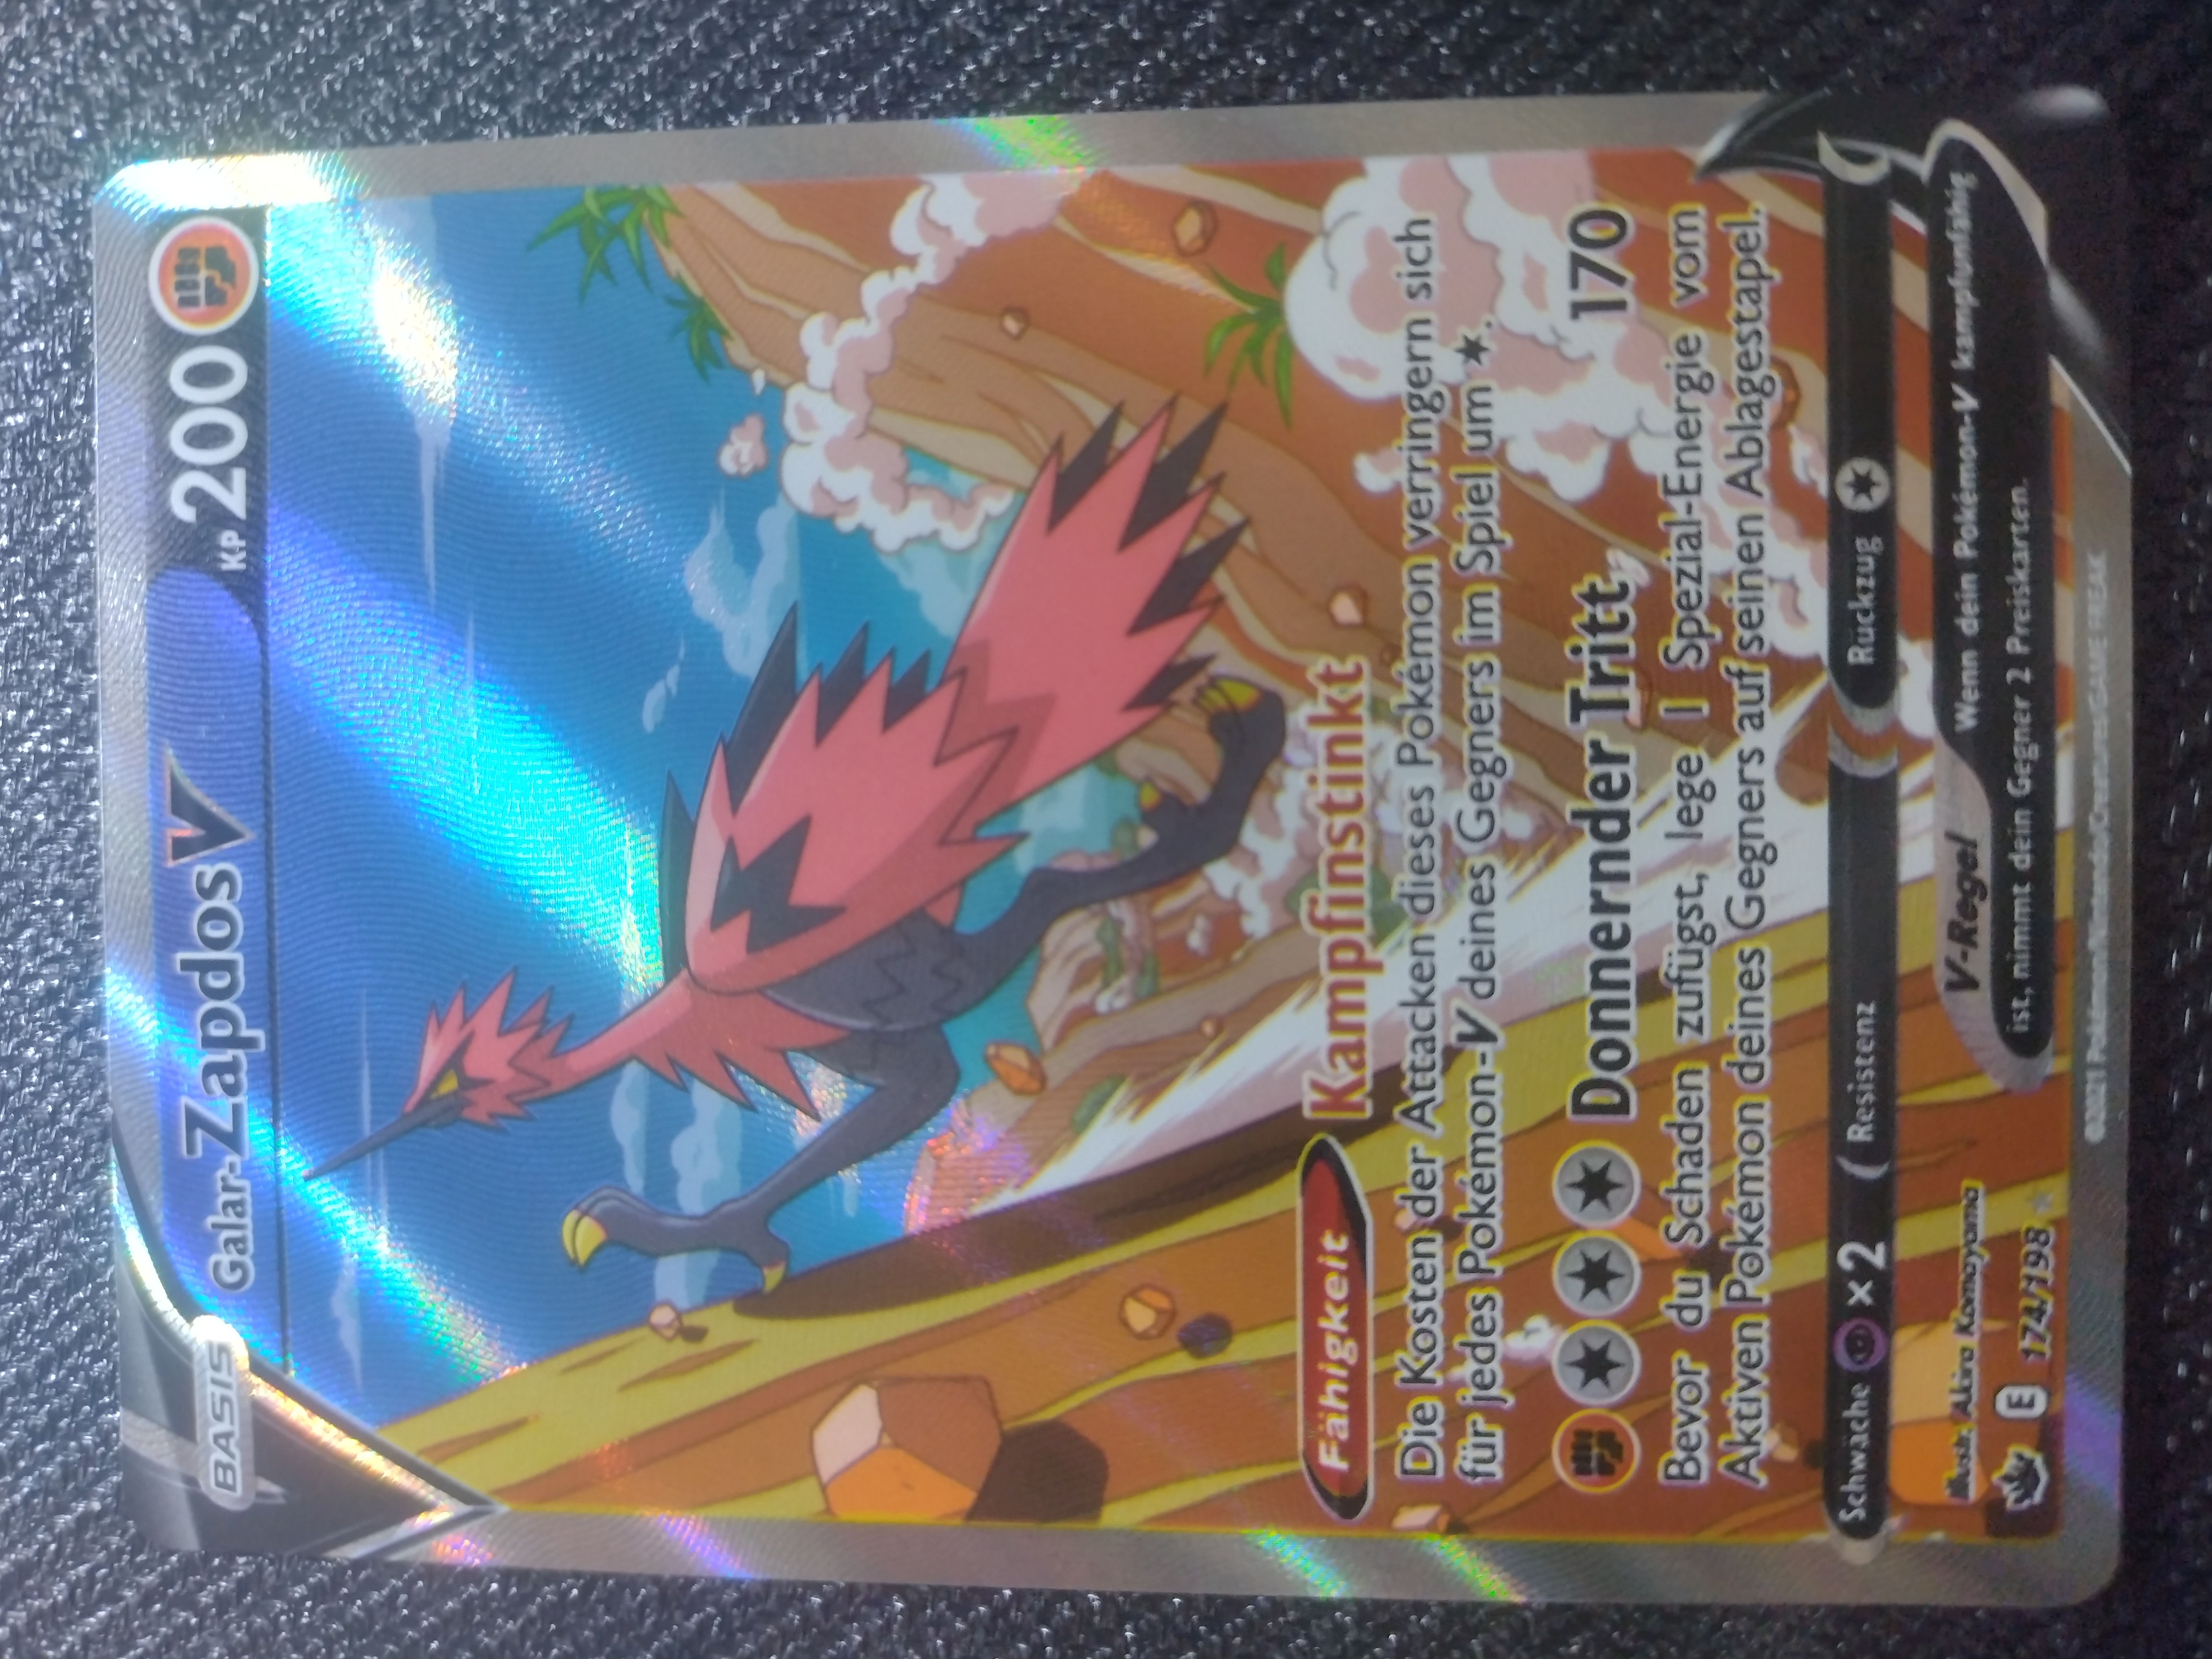 BASIS Galar-Zapdos V KP 200
Fähigkeit Kampfinstinkt
Die Kosten der Attacken dieses Pokémon verringern sich
für jedes Pokémon-V deines Gegners im Spiel um .
Donnernder Tritt 170
Bevor du Schaden zufügst, lege 1 Spezial-Energie vom
Aktiven Pokémon deines Gegners auf seinen Ablagestapel.
Schwäche ×2 Resistenz Rückzug
Illustr. Akira Komayama
V-Regel Wenn dein Pokémon-V kampfunfähig
ist, nimmt dein Gegner 2 Preiskarten.
E 174/198
©2021 Pokémon/Nintendo/Creatures/GAME FREAK